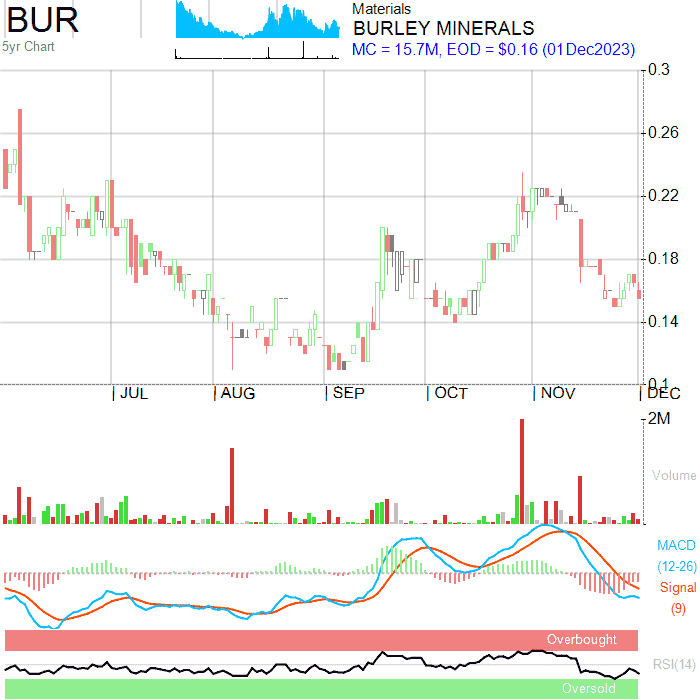 BUR
5yr Chart
Materials
BURLEY MINERALS
MC = 15.7M, EOD = $0.16 (01Dec2023)
0.3
0.26
0.22
0.18
0.14
0.1
JUL AUG SEP OCT NOV DEC
2M
Volume
MACD
(12-26)
Signal
(9)
Overbought
RSI(14)
Oversold